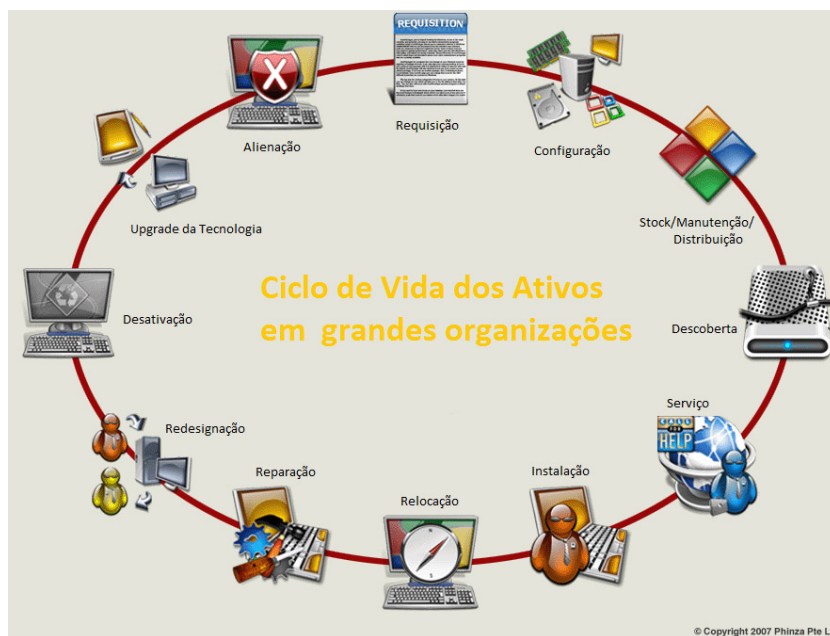 REQUISITION
Requisição
Alienação
Configuração
Upgrade da Tecnologia
Stock/Manutenção/
Distribuição
Ciclo de Vida dos Ativos
em grandes organizações
Desativação
Descoberta
Serviço
HELP
Redesignação
Reparação
Relocação
Instalação
© Copyright 2007 Phinza Pte L